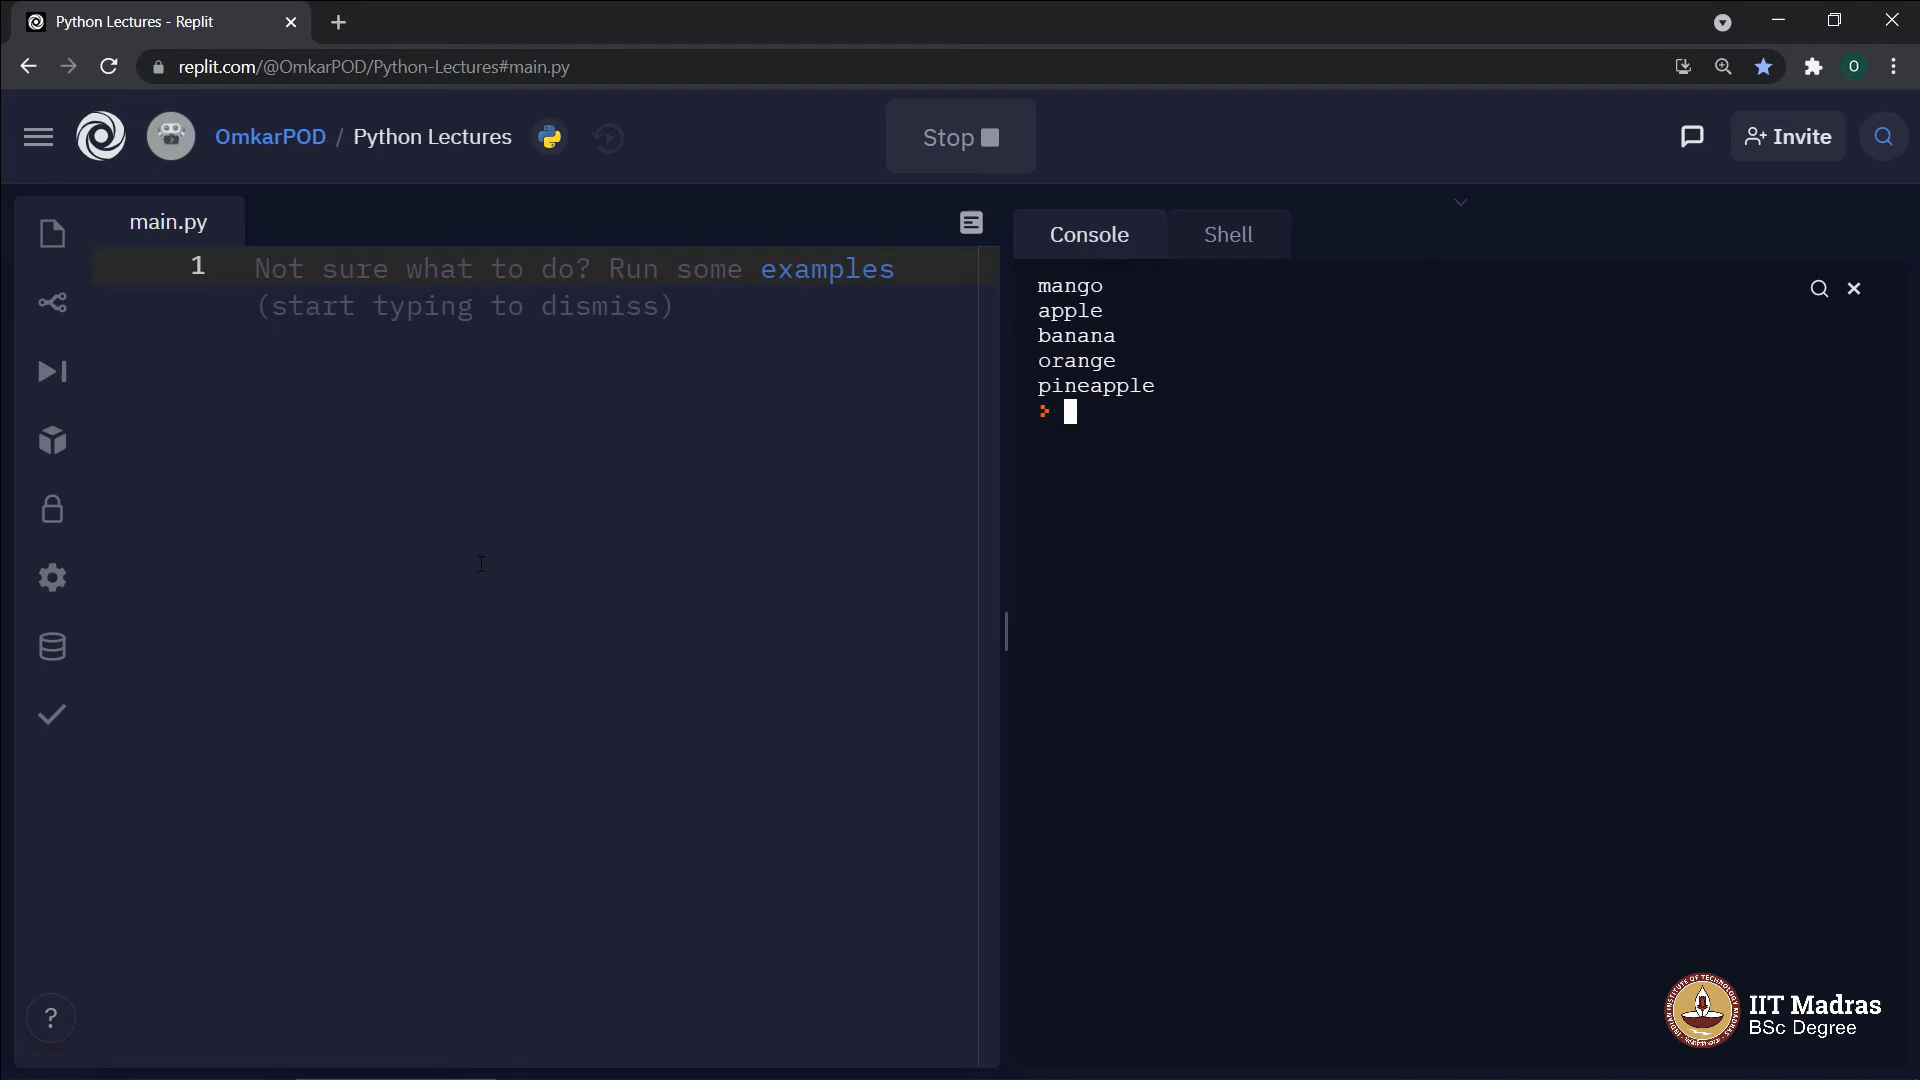 Python Lectures - Replit
replit.com/@OmkarPOD/Python-Lectures#main.py
O
OmkarPOD / Python Lectures
Stop
Invite
main.py
Console
Shell
1
Not sure what to do? Run some examples
(start typing to dismiss)
mango
apple
banana
orange
pineapple
>
?
IIT Madras
BSc Degree